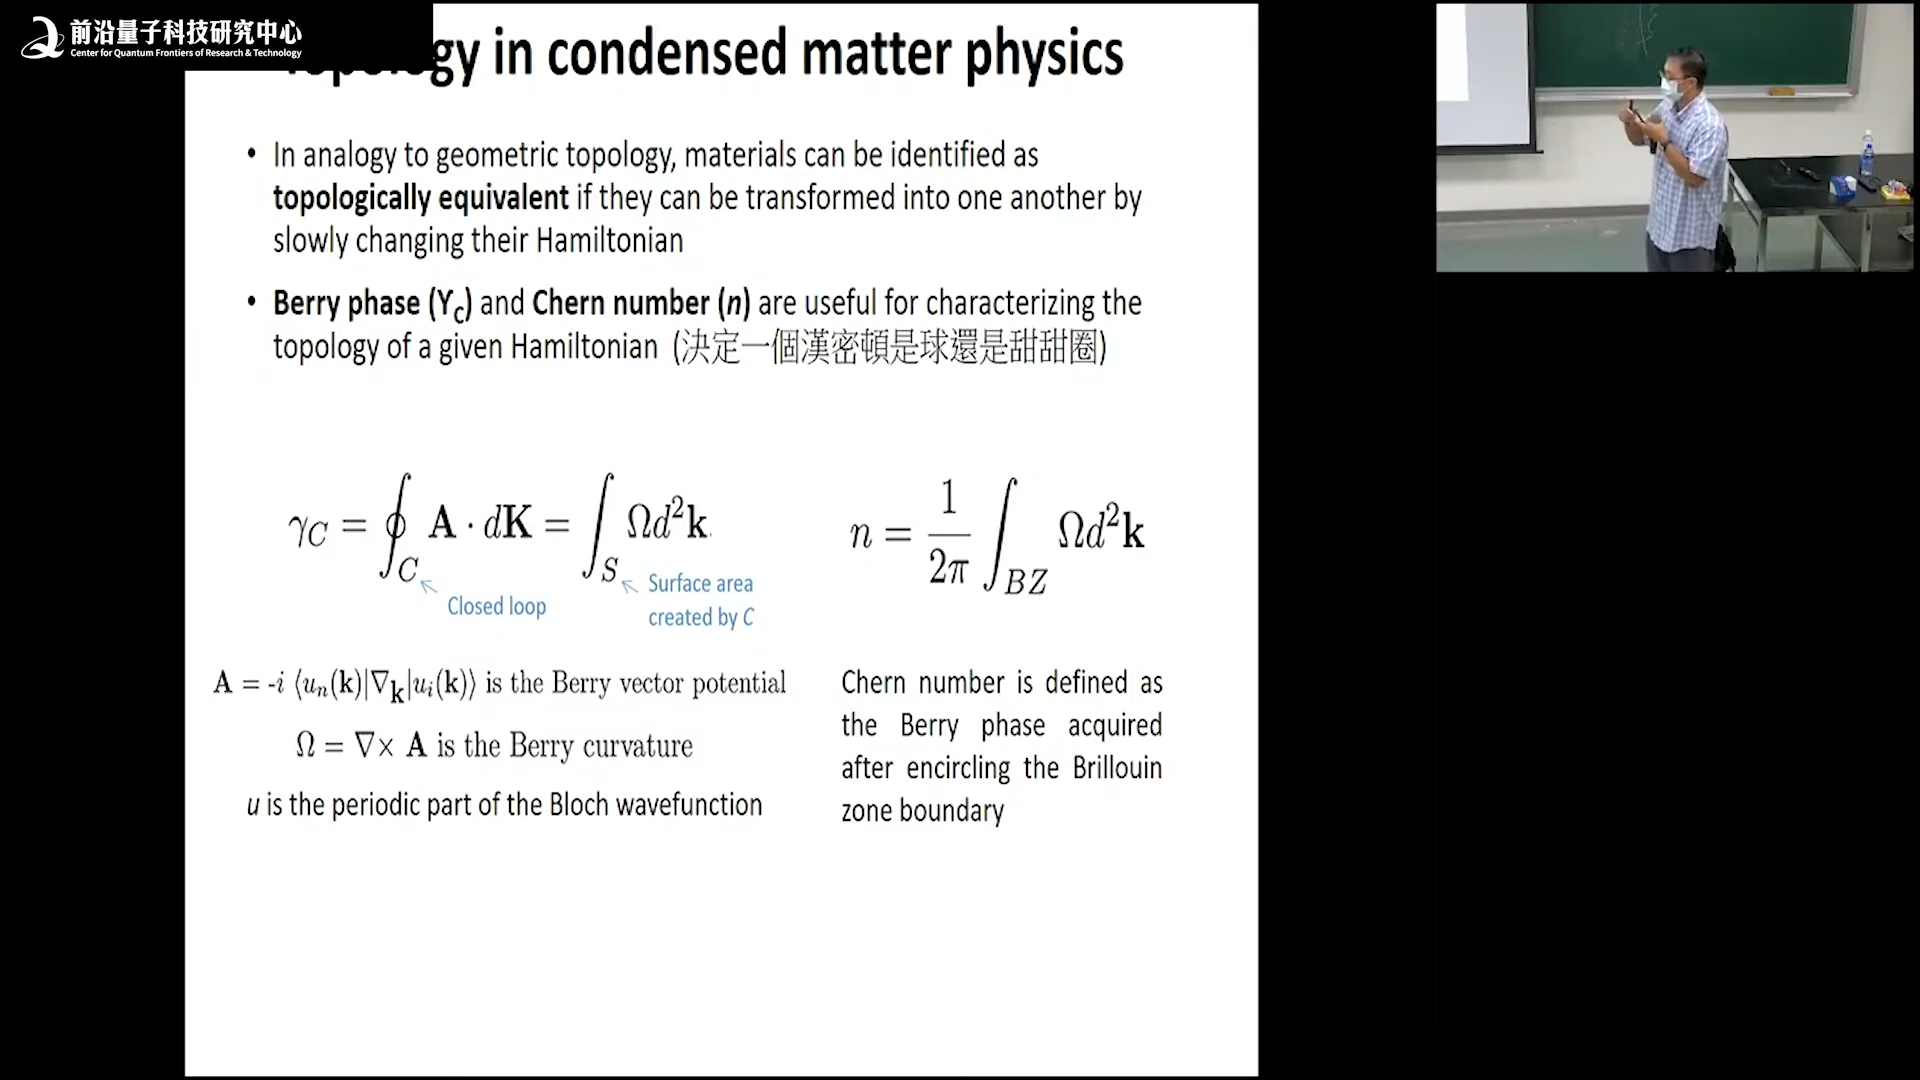 前沿量子科技研究中心
Center for Quantum Frontiers of Research & Technology
Topology in condensed matter physics
• In analogy to geometric topology, materials can be identified as
topologically equivalent if they can be transformed into one another by
slowly changing their Hamiltonian
• Berry phase (ϒC) and Chern number (n) are useful for characterizing the
topology of a given Hamiltonian (決定一個漢密頓是球還是甜甜圈)
γC = ∮C A · dK = ∫S Ωd²k.
Closed loop
Surface area
created by C
n = 1/2π ∫BZ Ωd²k
A = -i ⟨un(k)|∇k|ui(k)⟩ is the Berry vector potential
Ω = ∇× A is the Berry curvature
u is the periodic part of the Bloch wavefunction
Chern number is defined as
the Berry phase acquired
after encircling the Brillouin
zone boundary